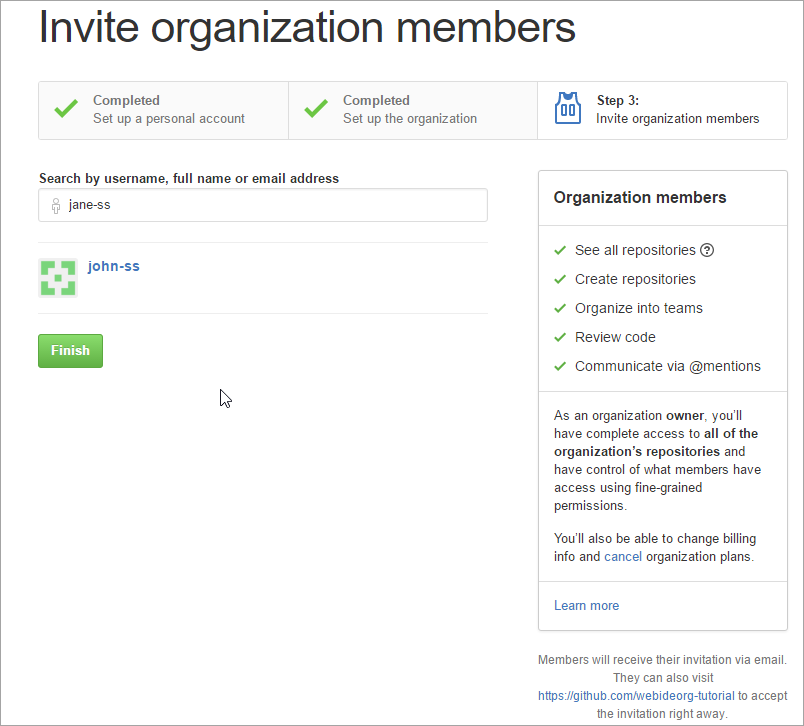 Invite organization members
Completed
Set up a personal account
Completed
Set up the organization
Step 3:
Invite organization members
Search by username, full name or email address
jane-ss
john-ss
Finish
Organization members
See all repositories
Create repositories
Organize into teams
Review code
Communicate via @mentions
As an organization owner, you’ll
have complete access to all of the
organization’s repositories and
have control of what members have
access using fine-grained
permissions.
You’ll also be able to change billing
info and cancel organization plans.
Learn more
Members will receive their invitation via email.
They can also visit
https://github.com/webideorg-tutorial to accept
the invitation right away.